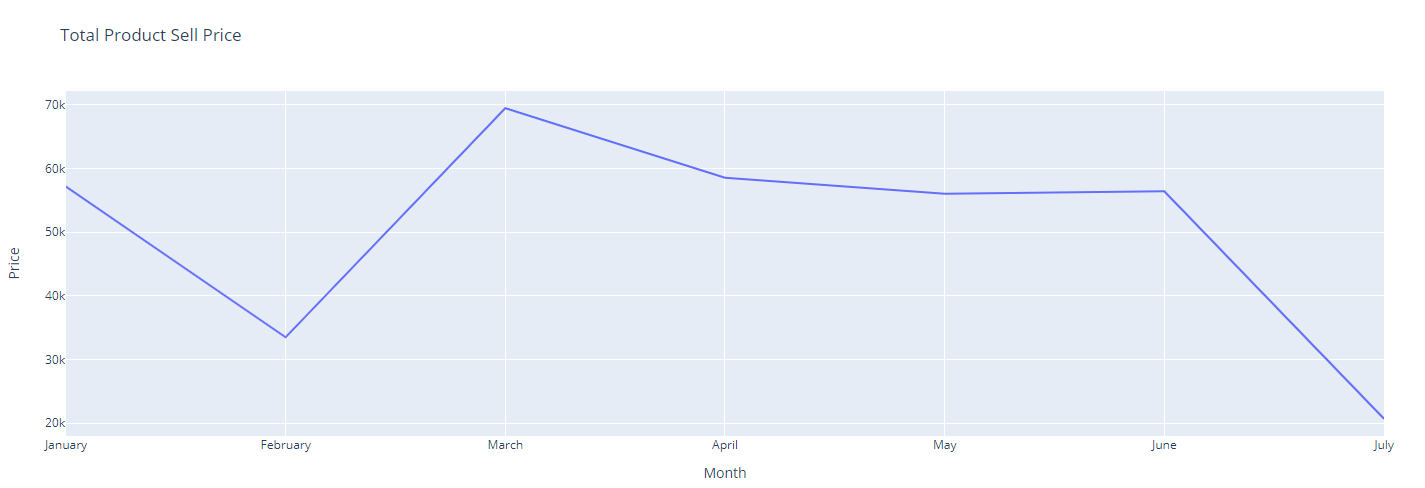 Total Product Sell Price
70k
60k
50k
40k
30k
20k
Price
January February March April May June July
Month